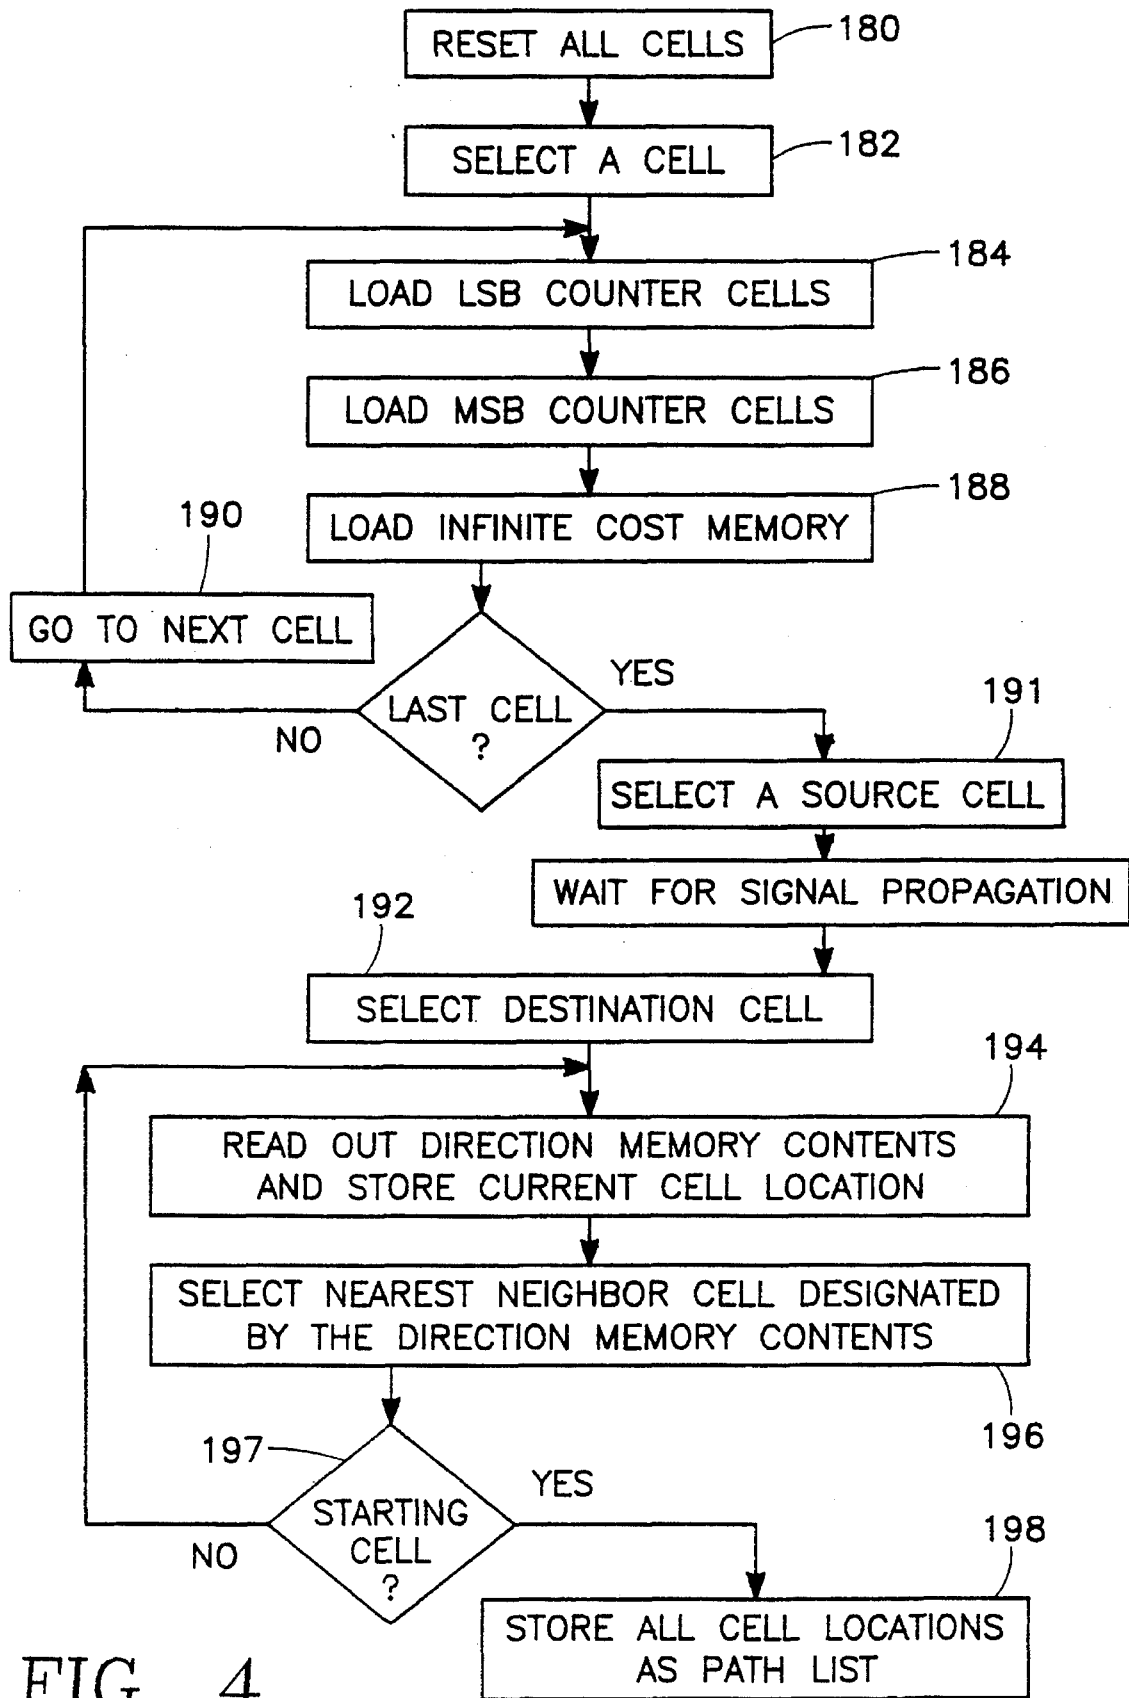 RESET ALL CELLS
180
SELECT A CELL
182
184
LOAD LSB COUNTER CELLS
186
LOAD MSB COUNTER CELLS
188
LOAD INFINITE COST MEMORY
190
GO TO NEXT CELL
YES
LAST CELL
?
NO
191
SELECT A SOURCE CELL
WAIT FOR SIGNAL PROPAGATION
192
SELECT DESTINATION CELL
194
READ OUT DIRECTION MEMORY CONTENTS
AND STORE CURRENT CELL LOCATION
SELECT NEAREST NEIGHBOR CELL DESIGNATED
BY THE DIRECTION MEMORY CONTENTS
196
197
YES
STARTING
CELL
?
NO
198
STORE ALL CELL LOCATIONS
AS PATH LIST
FIG. 4